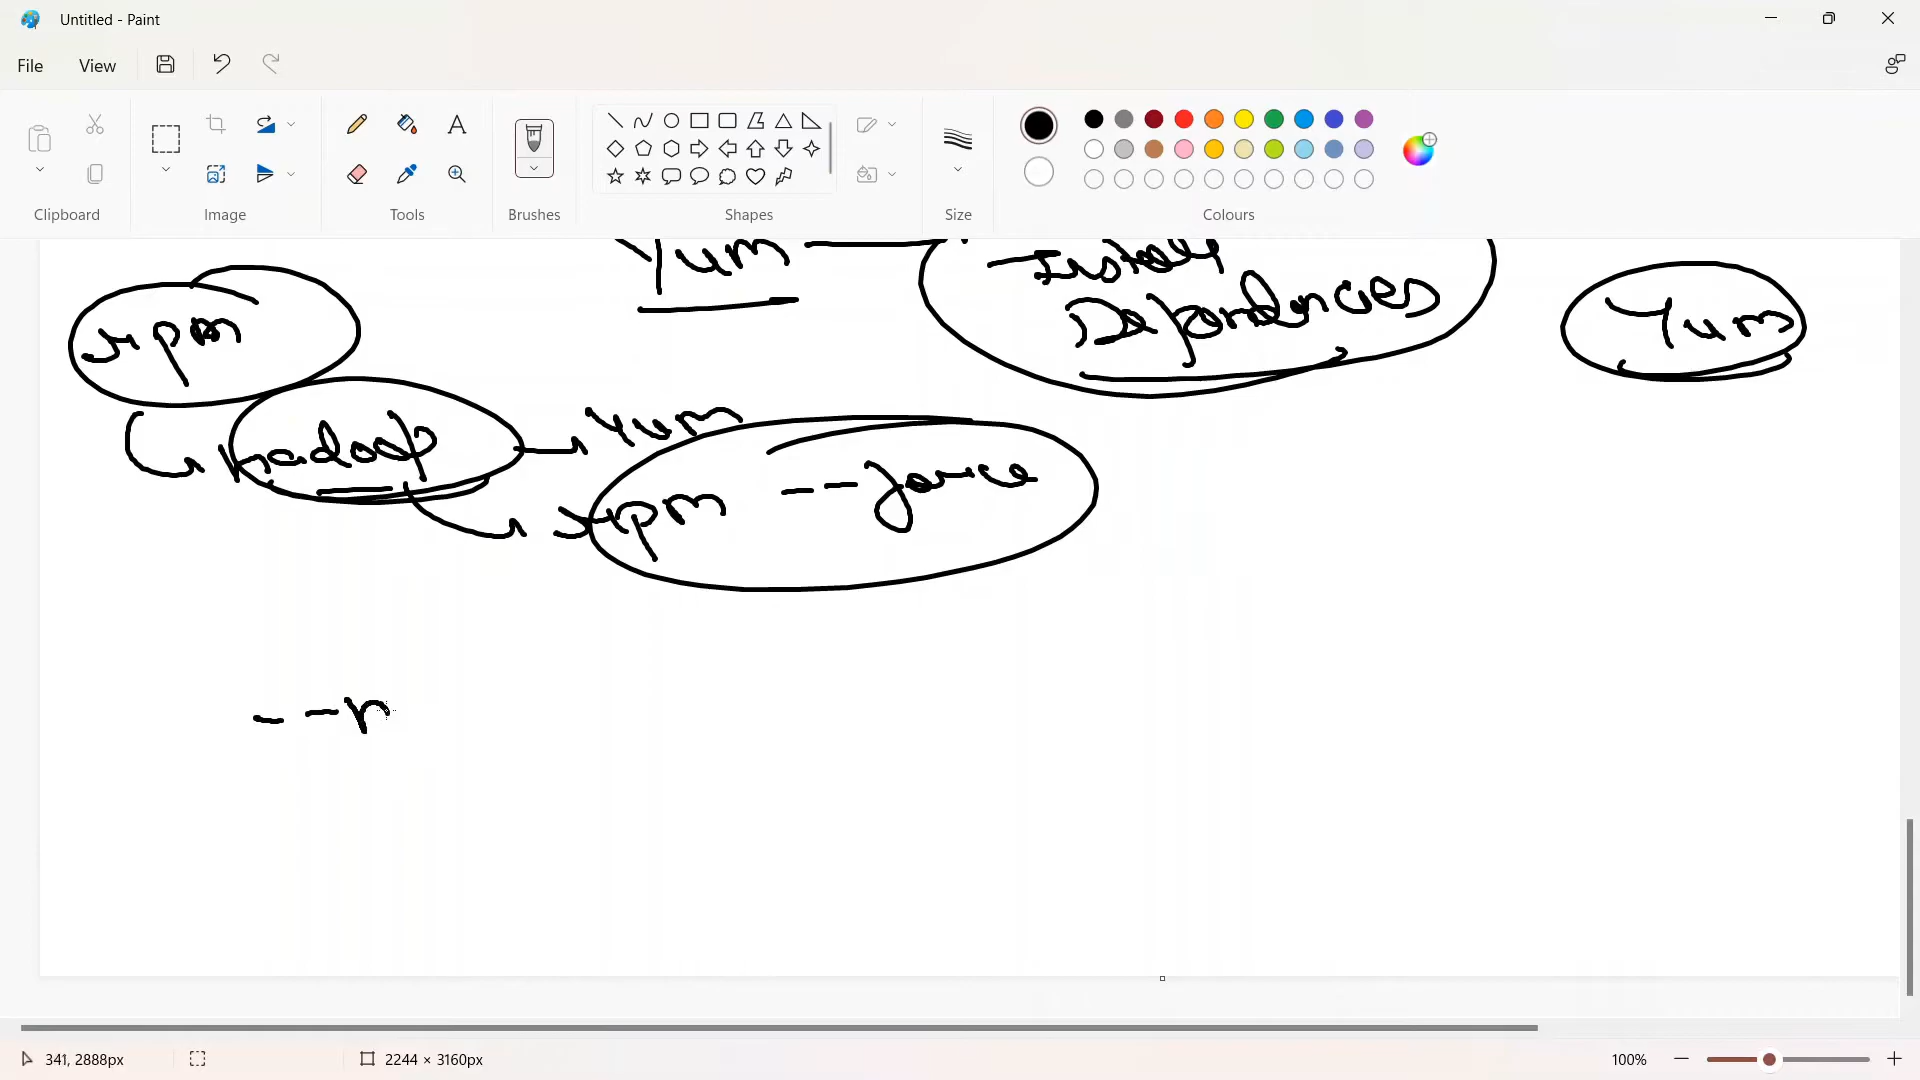 Untitled - Paint
File View
Clipboard Image Tools Brushes Shapes Size Colours
Yum
-Install
Dependencies
Yum
rpm
hadoop
Yum
rpm --force
--n
341, 2888px
2244 × 3160px
100%